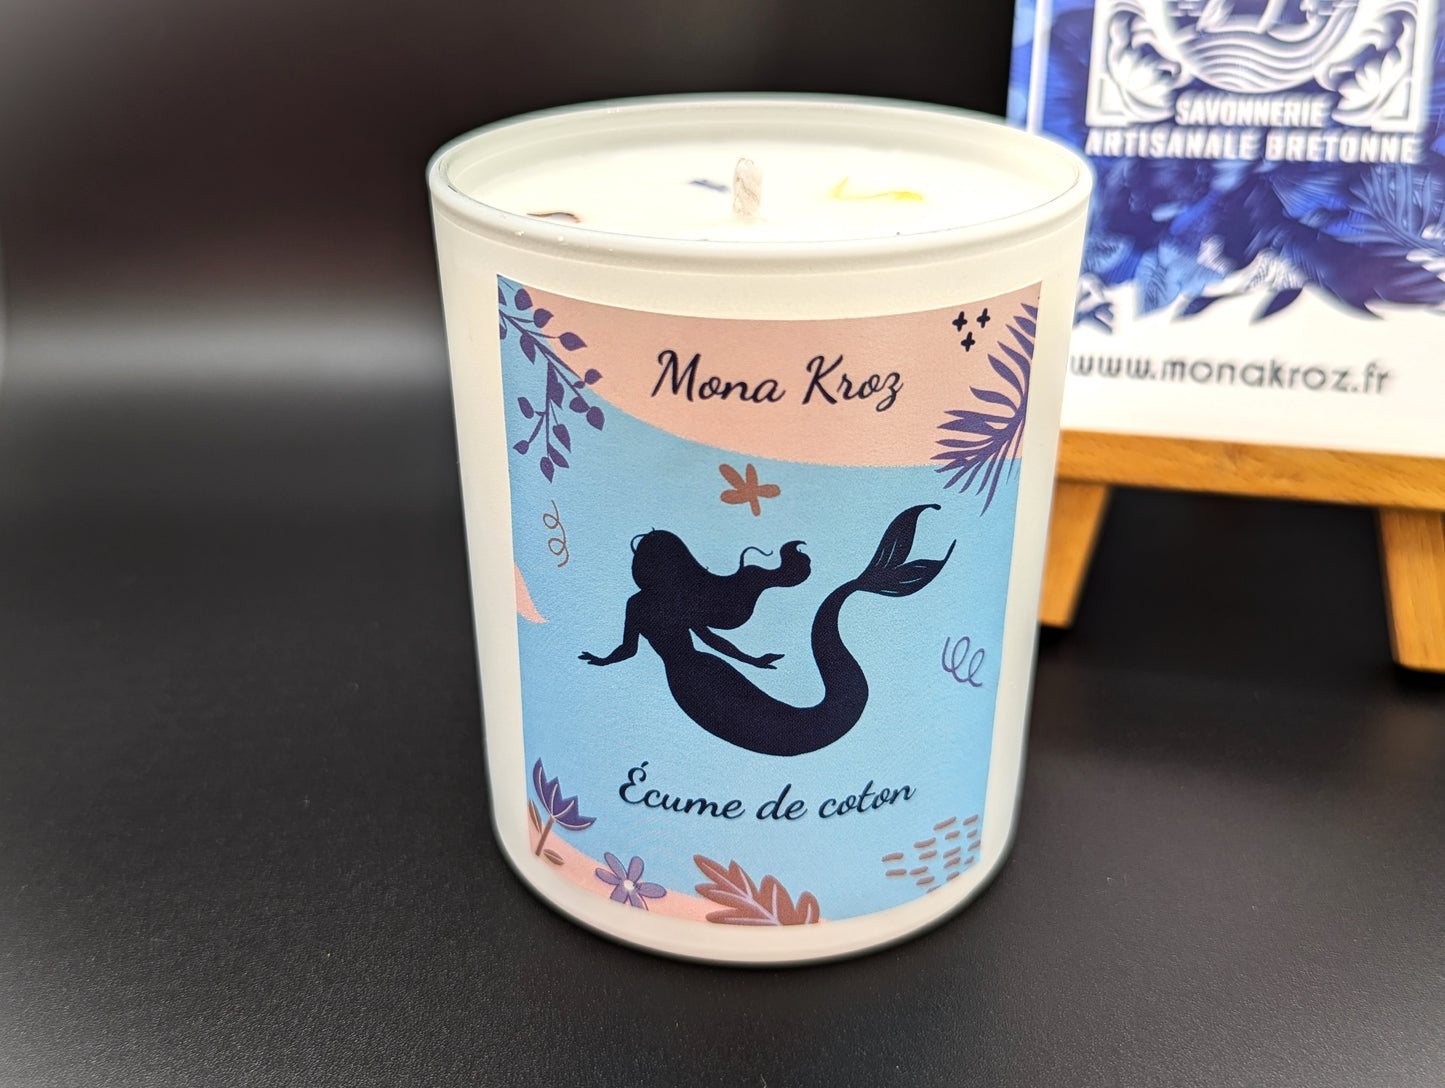 Mona Kroz
Écume de coton
SAVONNERIE
ARTISANALE BRETONNE
www.monakroz.fr